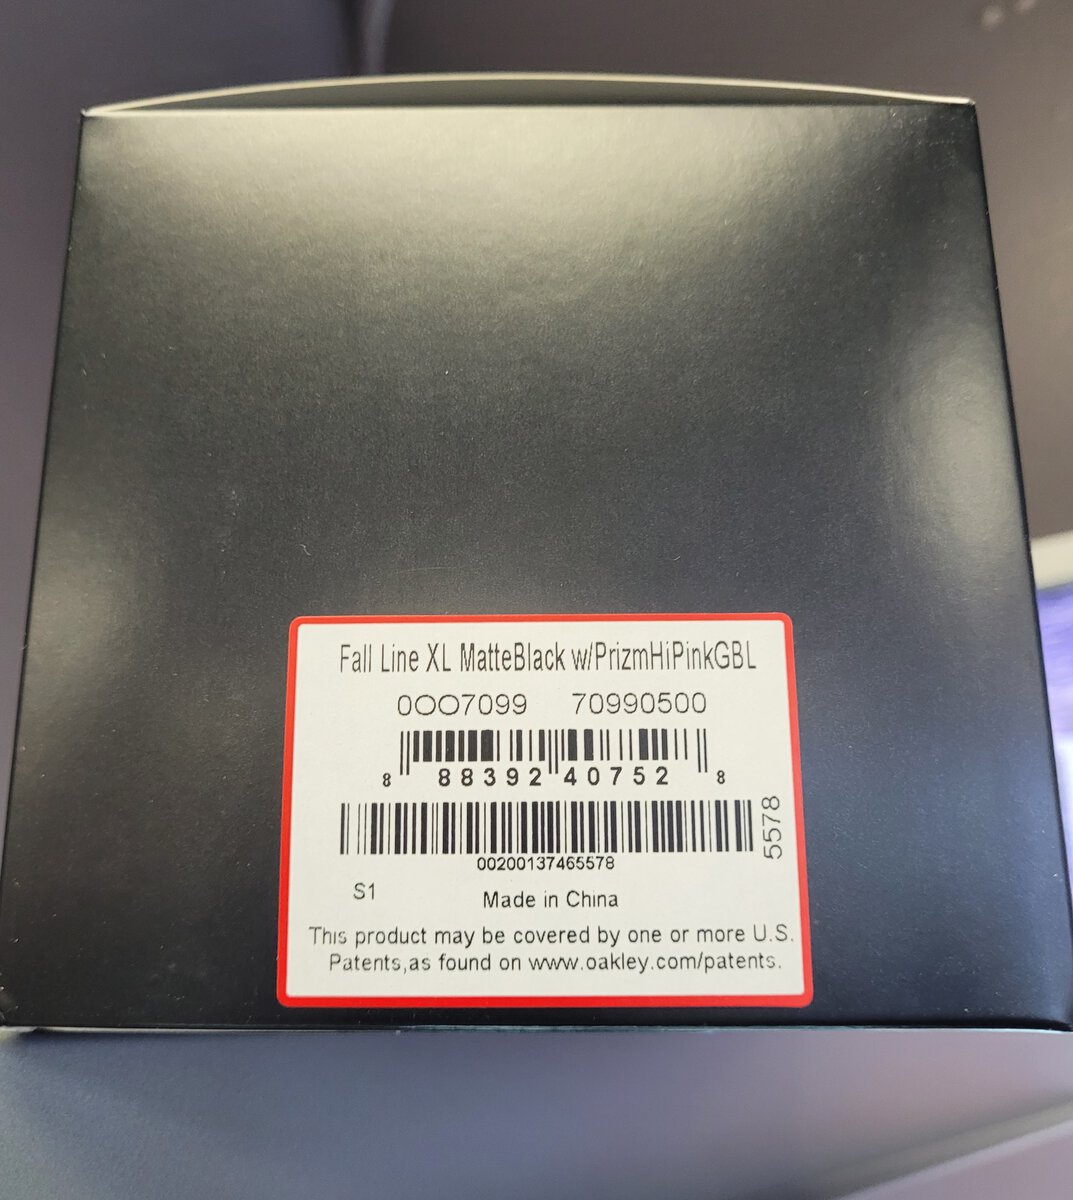 Fall Line XL MatteBlack w/PrizmHiPinkGBL
0OO7099 70990500
8 88392 40752 8
5578
00200137465578
S1
Made in China
This product may be covered by one or more U.S.
Patents,as found on www.oakley.com/patents.